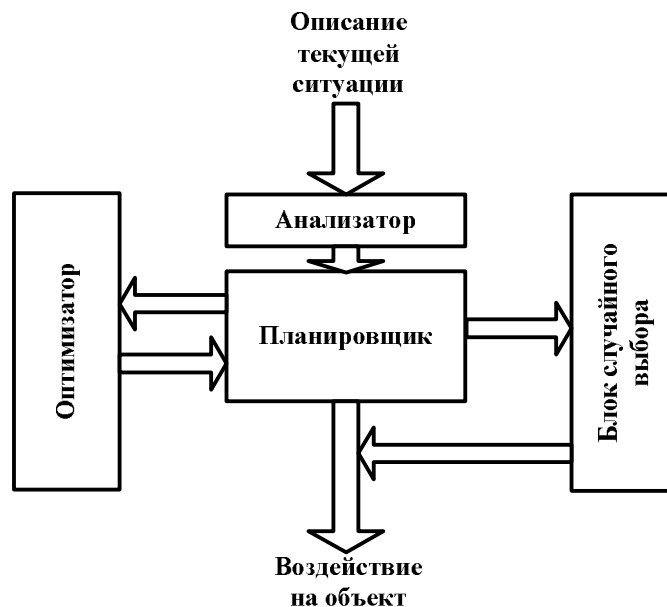 Описание
текущей
ситуации
Анализатор
Оптимизатор
Планировщик
Блок случайного
выбора
Воздействие
на объект